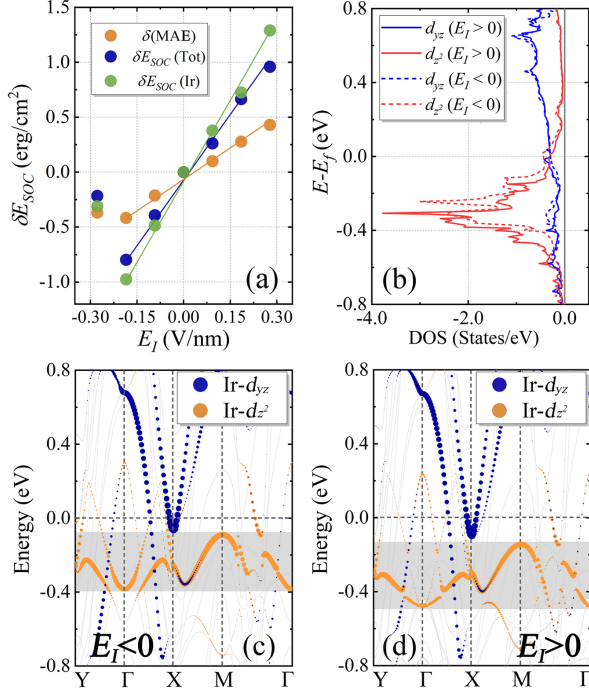 δ(MAE)
δE_SOC (Tot)
δE_SOC (Ir)
δE_SOC (erg/cm²)
1.5
1.0
0.5
0.0
-0.5
-1.0
-0.30 -0.15 0.00 0.15 0.30
E_I (V/nm)
(a)
d_yz (E_I > 0)
d_z² (E_I > 0)
d_yz (E_I < 0)
d_z² (E_I < 0)
E-E_f (eV)
0.8
0.4
0.0
-0.4
-0.8
-4.0 -2.0 0.0
DOS (States/eV)
(b)
Ir-d_yz
Ir-d_z²
Energy (eV)
0.8
0.4
0.0
-0.4
-0.8
Y Γ X M Γ
E_I<0
(c)
Ir-d_yz
Ir-d_z²
Energy (eV)
0.8
0.4
0.0
-0.4
-0.8
Y Γ X M Γ
(d)
E_I>0